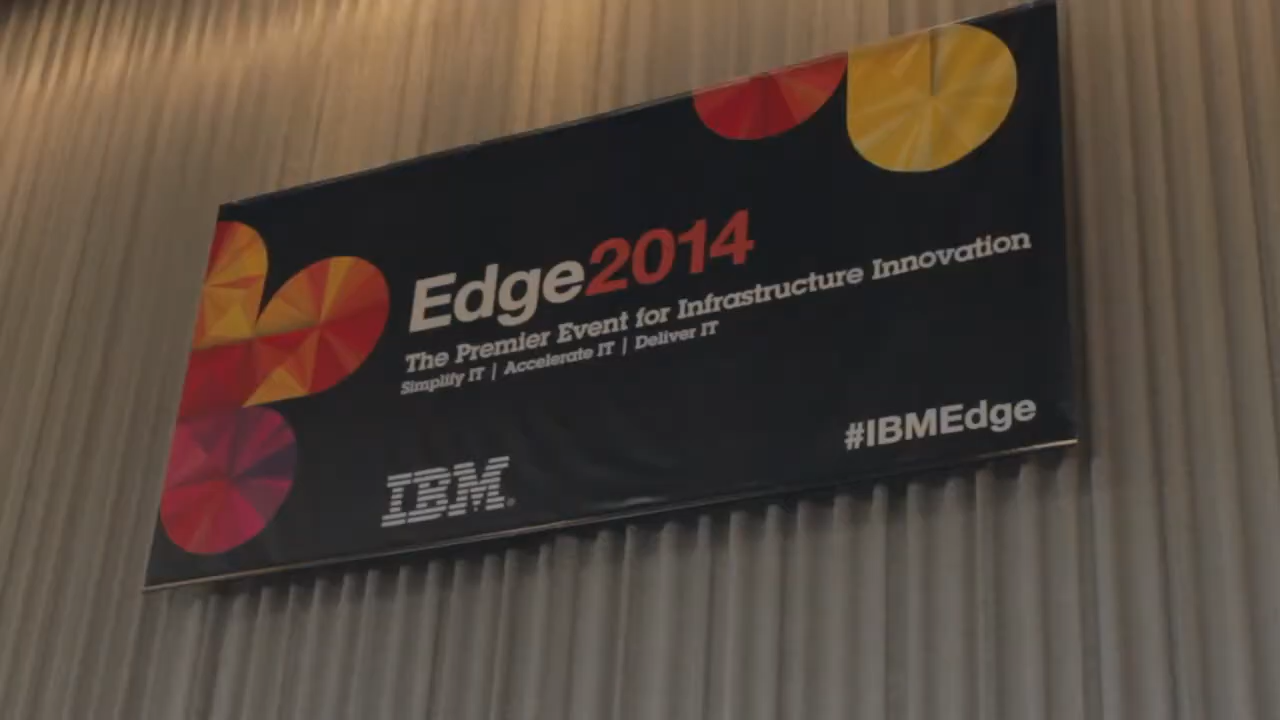 Edge2014
The Premier Event for Infrastructure Innovation
Simplify IT | Accelerate IT | Deliver IT
#IBMEdge
IBM®